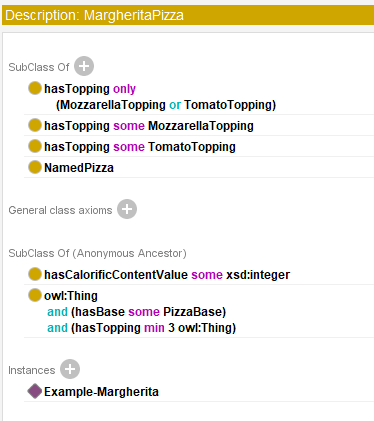 Description: MargheritaPizza
SubClass Of
hasTopping only
(MozzarellaTopping or TomatoTopping)
hasTopping some MozzarellaTopping
hasTopping some TomatoTopping
NamedPizza
General class axioms
SubClass Of (Anonymous Ancestor)
hasCalorificContentValue some xsd:integer
owl:Thing
and (hasBase some PizzaBase)
and (hasTopping min 3 owl:Thing)
Instances
Example-Margherita